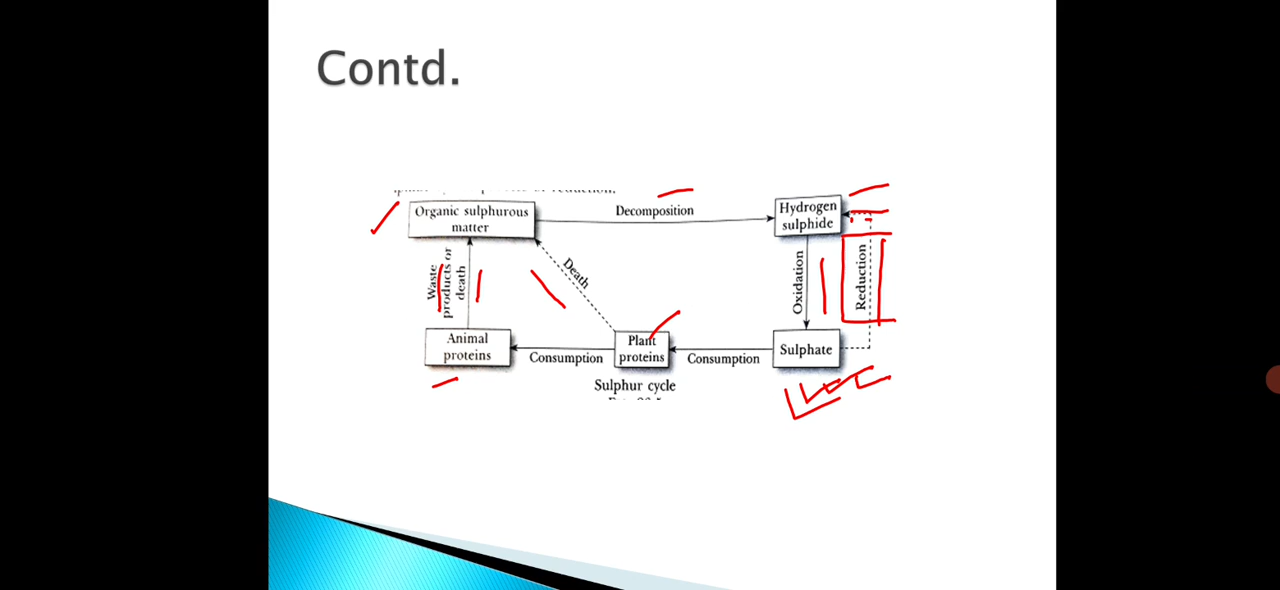 Contd.
reduction.
Organic sulphurous
matter
Decomposition
Hydrogen
sulphide
Waste
products or
death
Death
Oxidation
Reduction
Animal
proteins
Consumption
Plant
proteins
Consumption
Sulphate
Sulphur cycle